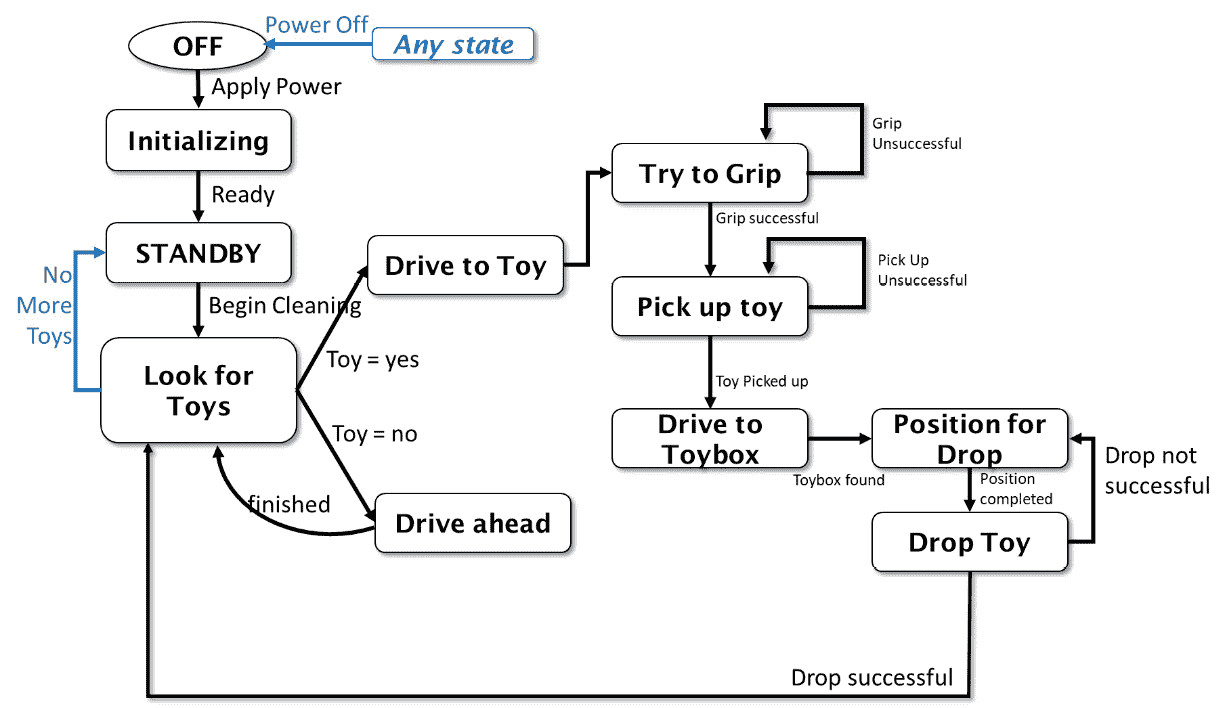 Power Off
OFF
Any state
Apply Power
Initializing
Ready
STANDBY
No
More
Toys
Begin Cleaning
Look for
Toys
Toy = yes
Toy = no
finished
Drive to Toy
Drive ahead
Try to Grip
Grip
Unsuccessful
Grip successful
Pick up toy
Pick Up
Unsuccessful
Toy Picked up
Drive to
Toybox
Toybox found
Position for
Drop
Position
completed
Drop not
successful
Drop Toy
Drop successful